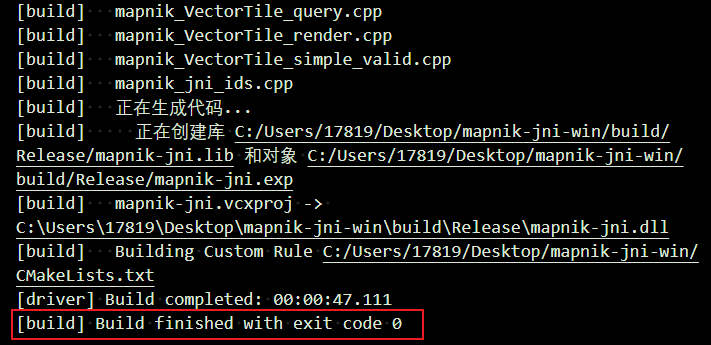 [build]   mapnik_VectorTile_query.cpp
[build]   mapnik_VectorTile_render.cpp
[build]   mapnik_VectorTile_simple_valid.cpp
[build]   mapnik_jni_ids.cpp
[build]   正在生成代码...
[build]     正在创建库 C:/Users/17819/Desktop/mapnik-jni-win/build/
Release/mapnik-jni.lib 和对象 C:/Users/17819/Desktop/mapnik-jni-win/
build/Release/mapnik-jni.exp
[build]   mapnik-jni.vcxproj ->
C:\Users\17819\Desktop\mapnik-jni-win\build\Release\mapnik-jni.dll
[build]   Building Custom Rule C:/Users/17819/Desktop/mapnik-jni-win/
CMakeLists.txt
[driver] Build completed: 00:00:47.111
[build] Build finished with exit code 0